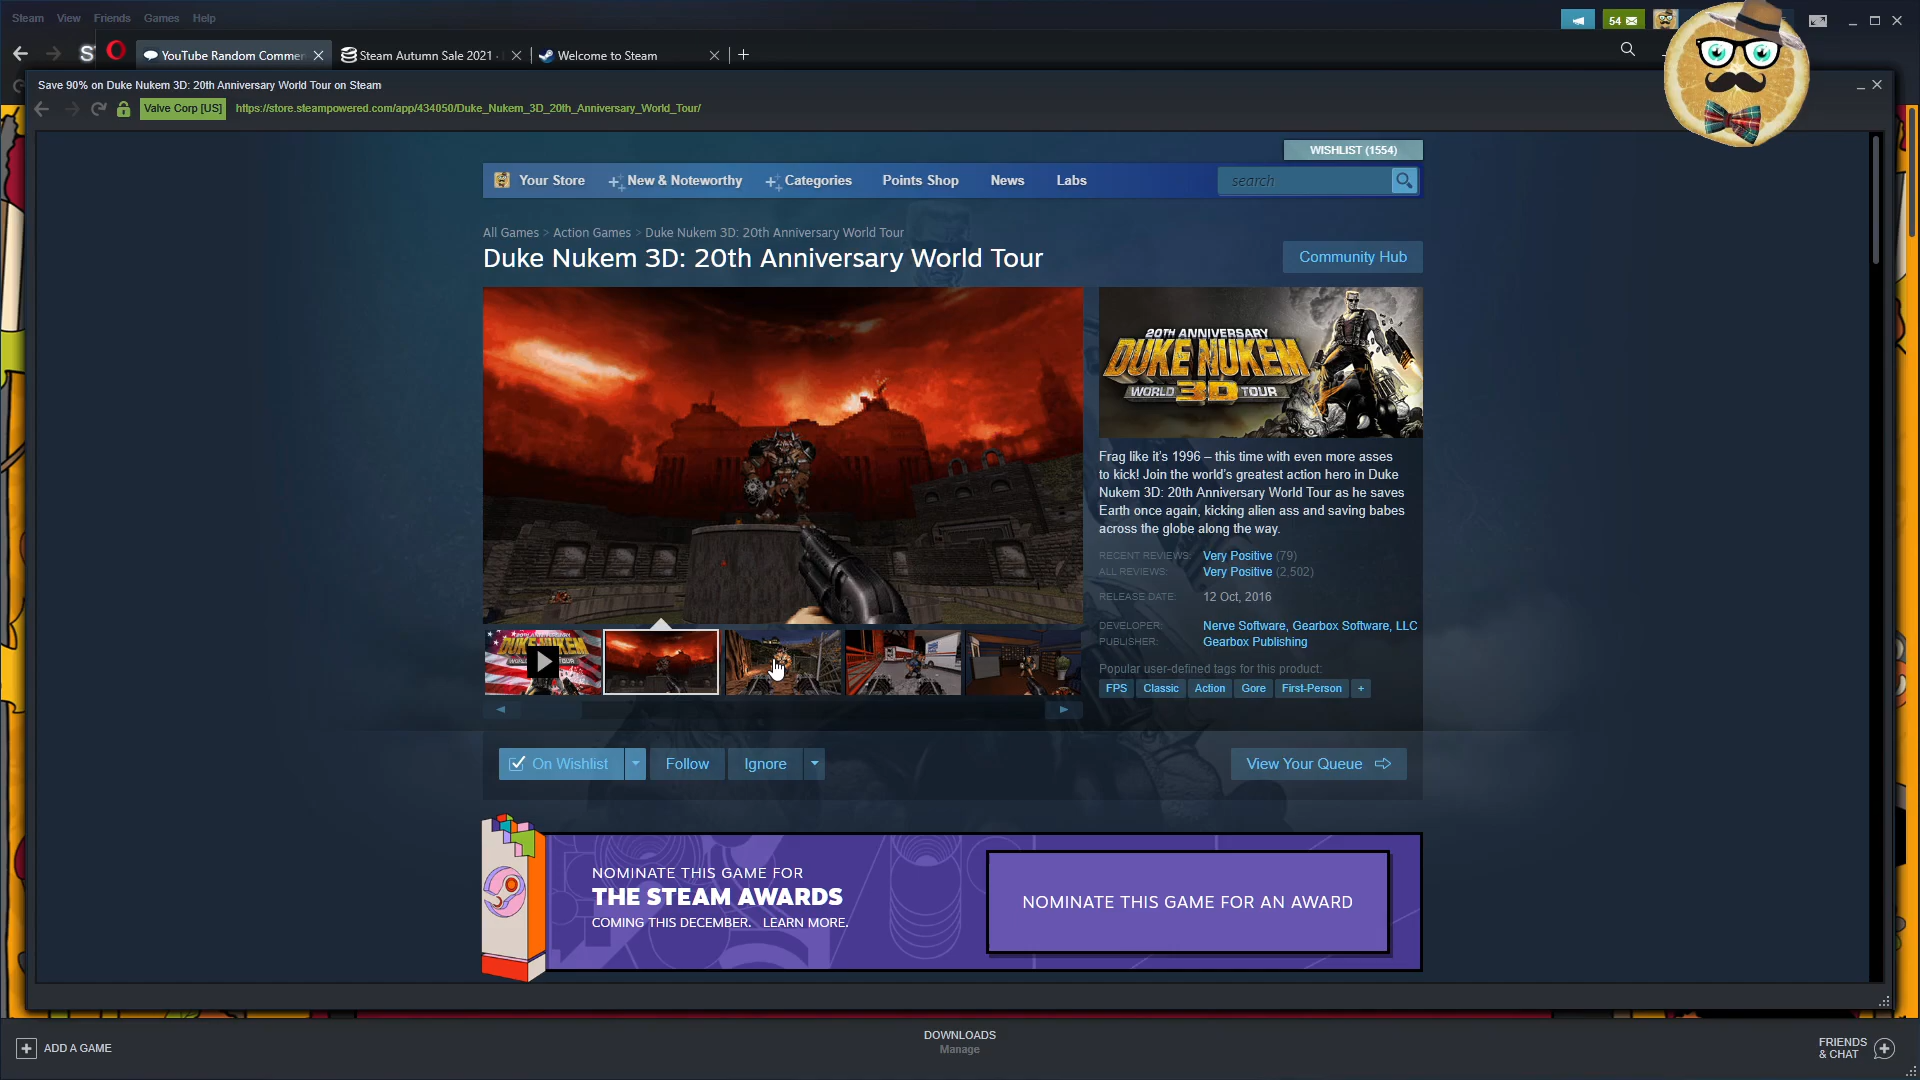 Steam View Friends Games Help
54
YouTube Random Commen
Steam Autumn Sale 2021 ·
Welcome to Steam
Save 90% on Duke Nukem 3D: 20th Anniversary World Tour on Steam
Valve Corp [US]
https://store.steampowered.com/app/434050/Duke_Nukem_3D_20th_Anniversary_World_Tour/
WISHLIST (1554)
Your Store
New & Noteworthy
Categories
Points Shop
News
Labs
search
All Games > Action Games > Duke Nukem 3D: 20th Anniversary World Tour
Duke Nukem 3D: 20th Anniversary World Tour
Community Hub
20TH ANNIVERSARY
DUKE NUKEM
WORLD 3D TOUR
Frag like it's 1996 – this time with even more asses
to kick! Join the world's greatest action hero in Duke
Nukem 3D: 20th Anniversary World Tour as he saves
Earth once again, kicking alien ass and saving babes
across the globe along the way.
RECENT REVIEWS: Very Positive (79)
ALL REVIEWS: Very Positive (2,502)
RELEASE DATE: 12 Oct, 2016
DEVELOPER: Nerve Software, Gearbox Software, LLC
PUBLISHER: Gearbox Publishing
Popular user-defined tags for this product:
FPS Classic Action Gore First-Person +
On Wishlist
Follow
Ignore
View Your Queue
NOMINATE THIS GAME FOR
THE STEAM AWARDS
COMING THIS DECEMBER. LEARN MORE.
NOMINATE THIS GAME FOR AN AWARD
ADD A GAME
DOWNLOADS
Manage
FRIENDS
& CHAT